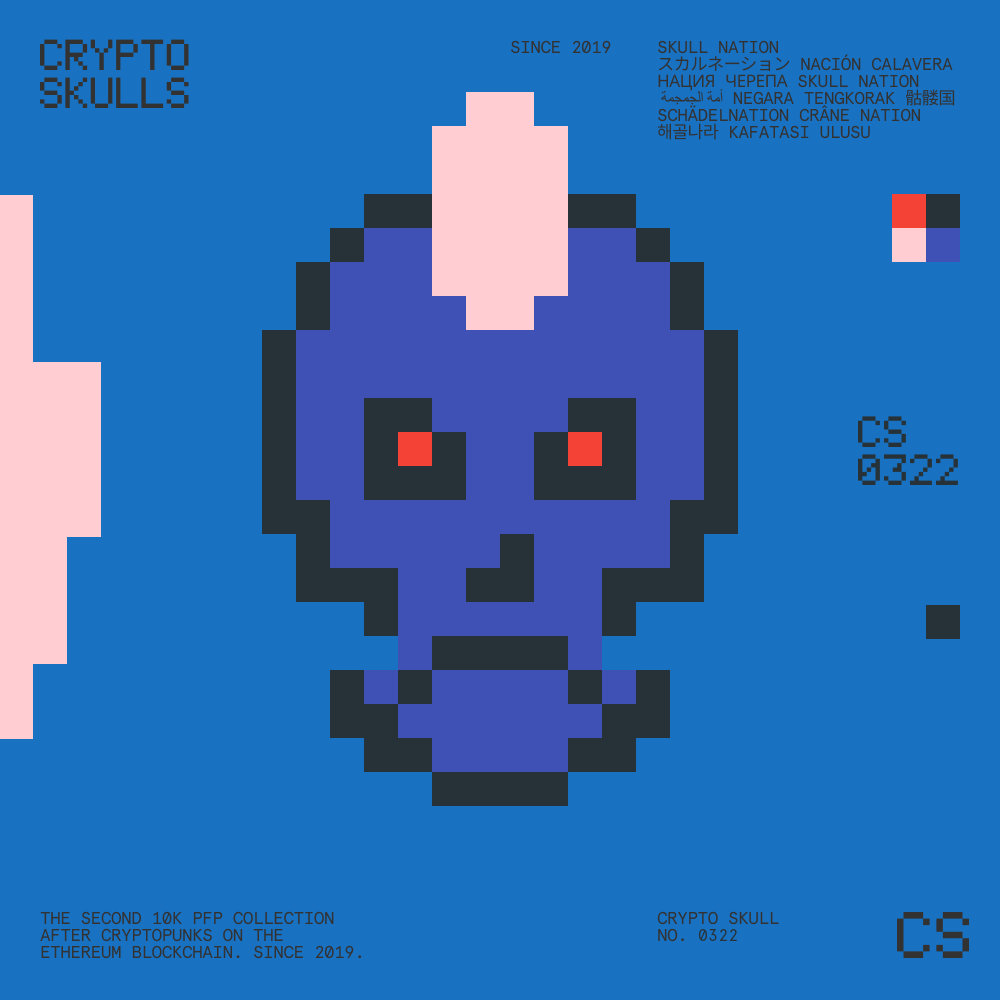 CRYPTO
SKULLS
SINCE 2019
SKULL NATION
スカルネーション NACIÓN CALAVERA
НАЦИЯ ЧЕРЕПА SKULL NATION
أمة الجمجمة NEGARA TENGKORAK 骷髅国
SCHÄDELNATION CRÂNE NATION
해골나라 KAFATASI ULUSU
CS
0322
THE SECOND 10K PFP COLLECTION
AFTER CRYPTOPUNKS ON THE
ETHEREUM BLOCKCHAIN. SINCE 2019.
CRYPTO SKULL
NO. 0322
CS